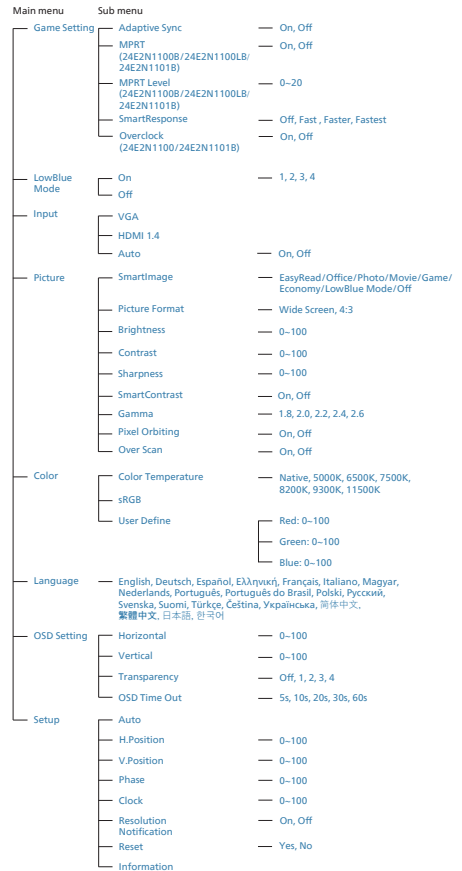 Main menu Sub menu
Game Setting Adaptive Sync On, Off
MPRT On, Off
(24E2N1100B/24E2N1100LB/
24E2N1101B)
MPRT Level 0~20
(24E2N1100B/24E2N1100LB/
24E2N1101B)
SmartResponse Off, Fast , Faster, Fastest
Overclock On, Off
(24E2N1100/24E2N1101B)
LowBlue On 1, 2, 3, 4
Mode
Off
Input
VGA
HDMI 1.4
Auto On, Off
Picture SmartImage EasyRead/Office/Photo/Movie/Game/
Economy/LowBlue Mode/Off
Picture Format Wide Screen, 4:3
Brightness 0~100
Contrast 0~100
Sharpness 0~100
SmartContrast On, Off
Gamma 1.8, 2.0, 2.2, 2.4, 2.6
Pixel Orbiting On, Off
Over Scan On, Off
Color Color Temperature Native, 5000K, 6500K, 7500K,
8200K, 9300K, 11500K
sRGB
User Define Red: 0~100
Green: 0~100
Blue: 0~100
Language English, Deutsch, Español, Ελληνική, Français, Italiano, Magyar,
Nederlands, Português, Português do Brasil, Polski, Русский,
Svenska, Suomi, Türkçe, Čeština, Українська, 简体中文,
繁體中文, 日本語, 한국어
OSD Setting Horizontal 0~100
Vertical 0~100
Transparency Off, 1, 2, 3, 4
OSD Time Out 5s, 10s, 20s, 30s, 60s
Setup Auto
H.Position 0~100
V.Position 0~100
Phase 0~100
Clock 0~100
Resolution On, Off
Notification
Reset Yes, No
Information